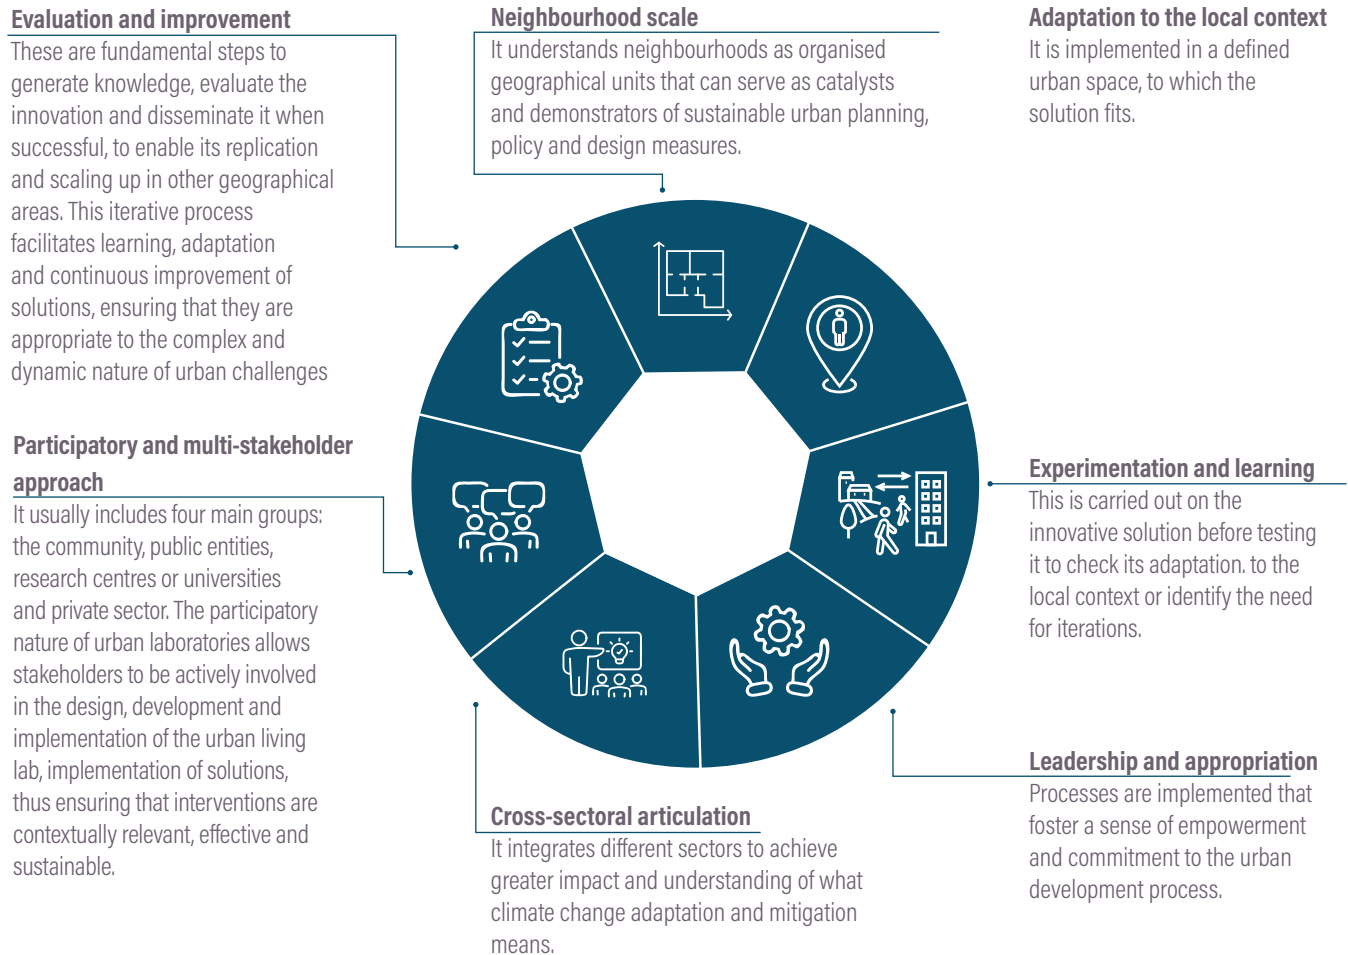 Evaluation and improvement
These are fundamental steps to
generate knowledge, evaluate the
innovation and disseminate it when
successful, to enable its replication
and scaling up in other geographical
areas. This iterative process
facilitates learning, adaptation
and continuous improvement of
solutions, ensuring that they are
appropriate to the complex and
dynamic nature of urban challenges
Neighbourhood scale
It understands neighbourhoods as organised
geographical units that can serve as catalysts
and demonstrators of sustainable urban planning,
policy and design measures.
Adaptation to the local context
It is implemented in a defined
urban space, to which the
solution fits.
Participatory and multi-stakeholder
approach
It usually includes four main groups:
the community, public entities,
research centres or universities
and private sector. The participatory
nature of urban laboratories allows
stakeholders to be actively involved
in the design, development and
implementation of the urban living
lab, implementation of solutions,
thus ensuring that interventions are
contextually relevant, effective and
sustainable.
Experimentation and learning
This is carried out on the
innovative solution before testing
it to check its adaptation. to the
local context or identify the need
for iterations.
Leadership and appropriation
Processes are implemented that
foster a sense of empowerment
and commitment to the urban
development process.
Cross-sectoral articulation
It integrates different sectors to achieve
greater impact and understanding of what
climate change adaptation and mitigation
means.